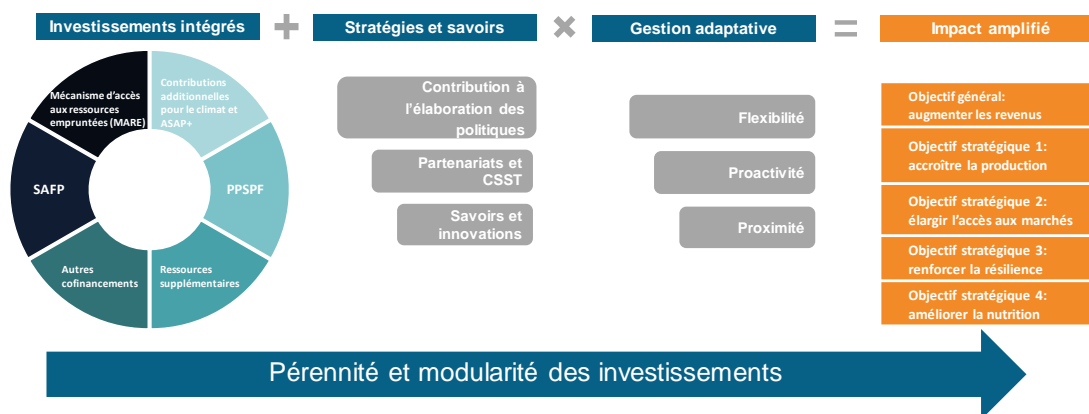 Investissements intégrés
+
Stratégies et savoirs
×
Gestion adaptative
=
Impact amplifié
Mécanisme d'accès
aux ressources
empruntées (MARE)
Contributions
additionnelles
pour le climat et
ASAP+
SAFP
PPSPF
Autres
cofinancements
Ressources
supplémentaires
Contribution à
l'élaboration des
politiques
Partenariats et
CSST
Savoirs et
innovations
Flexibilité
Proactivité
Proximité
Objectif général:
augmenter les revenus
Objectif stratégique 1:
accroître la production
Objectif stratégique 2:
élargir l'accès aux marchés
Objectif stratégique 3:
renforcer la résilience
Objectif stratégique 4:
améliorer la nutrition
Pérennité et modularité des investissements